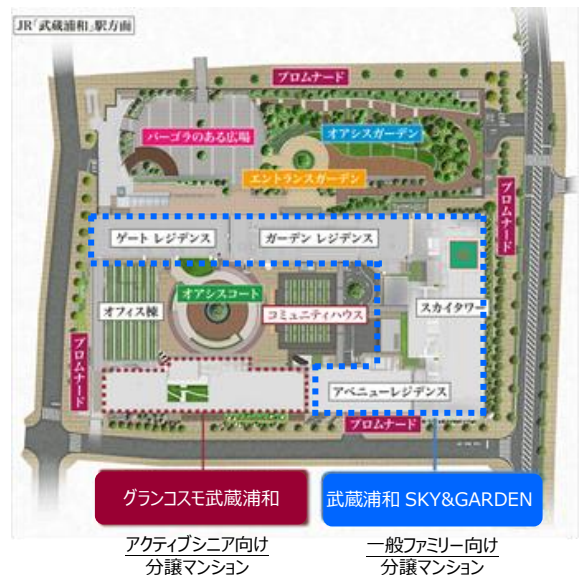 JR「武蔵浦和」駅方面
プロムナード
パーゴラのある広場
オアシスガーデン
エントランスガーデン
プロムナード
ゲート レジデンス
ガーデン レジデンス
オアシスコート
オフィス棟
コミュニティハウス
スカイタワー
プロムナード
アベニューレジデンス
プロムナード
グランコスモ武蔵浦和
武蔵浦和 SKY&GARDEN
アクティブシニア向け
分譲マンション
一般ファミリー向け
分譲マンション